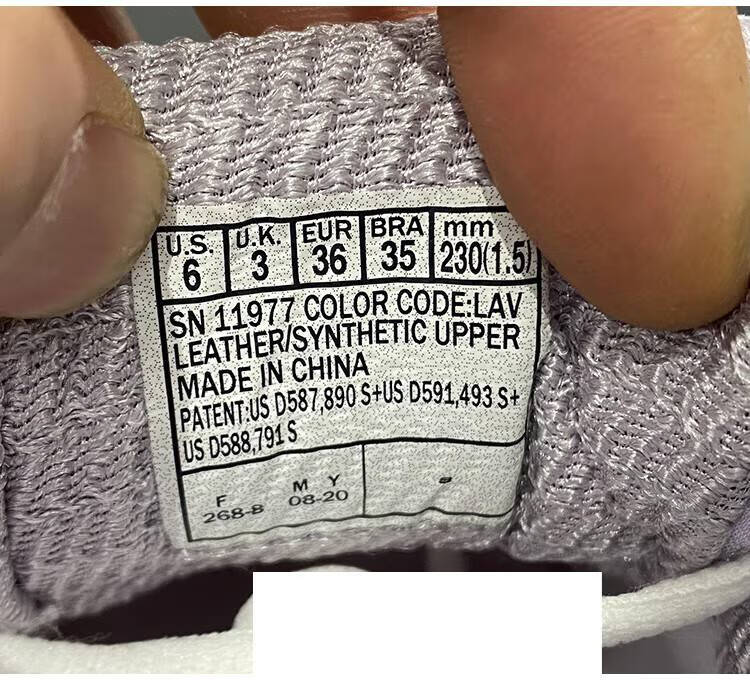 U.S. U.K. EUR BRA mm
6 3 36 35 230(1.5)
SN 11977 COLOR CODE:LAV
LEATHER/SYNTHETIC UPPER
MADE IN CHINA
PATENT:US D587,890 S+US D591,493 S+
US D588,791 S
F M Y
268-B 08-20